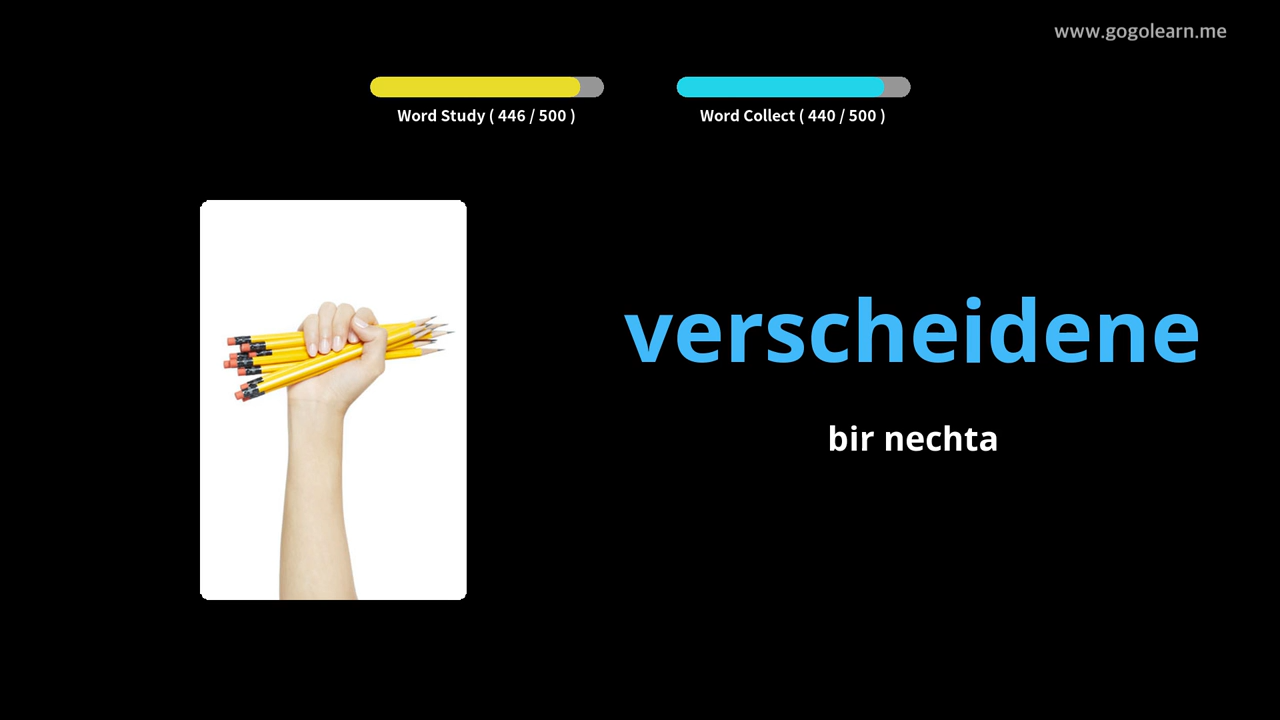 www.gogolearn.me
Word Study ( 446 / 500 )
Word Collect ( 440 / 500 )
verscheidene
bir nechta